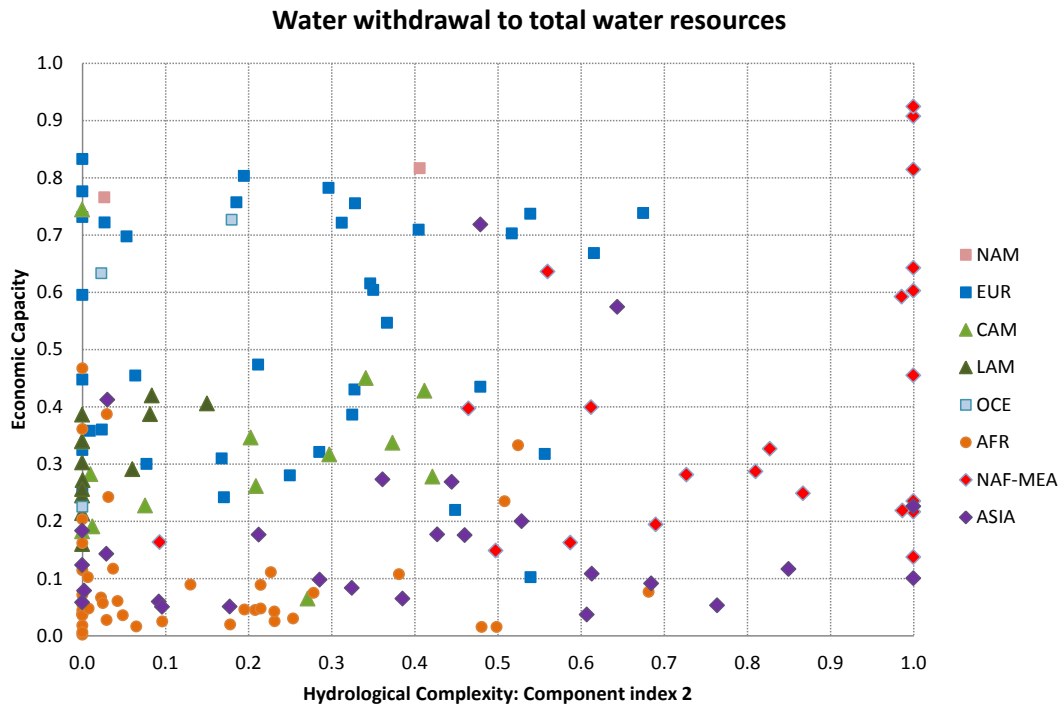 Water withdrawal to total water resources
1.0
0.9
0.8
0.7
0.6
0.5
0.4
0.3
0.2
0.1
0.0
Economic Capacity
0.0 0.1 0.2 0.3 0.4 0.5 0.6 0.7 0.8 0.9 1.0
Hydrological Complexity: Component index 2
NAM
EUR
CAM
LAM
OCE
AFR
NAF-MEA
ASIA